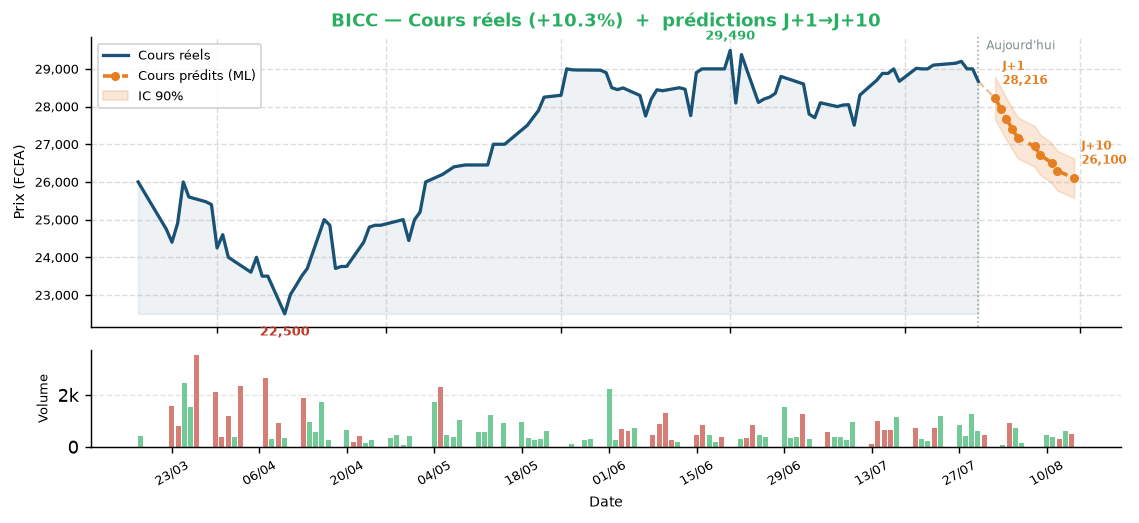 BICC — Cours réels (+10.3%)  +  prédictions J+1→J+10
29,490
Aujourd'hui
Cours réels
Cours prédits (ML)
IC 90%
J+1
28,216
J+10
26,100
22,500
Prix (FCFA)
29,000
28,000
27,000
26,000
25,000
24,000
23,000
Volume
2k
0
23/03
06/04
20/04
04/05
18/05
01/06
15/06
29/06
13/07
27/07
10/08
Date